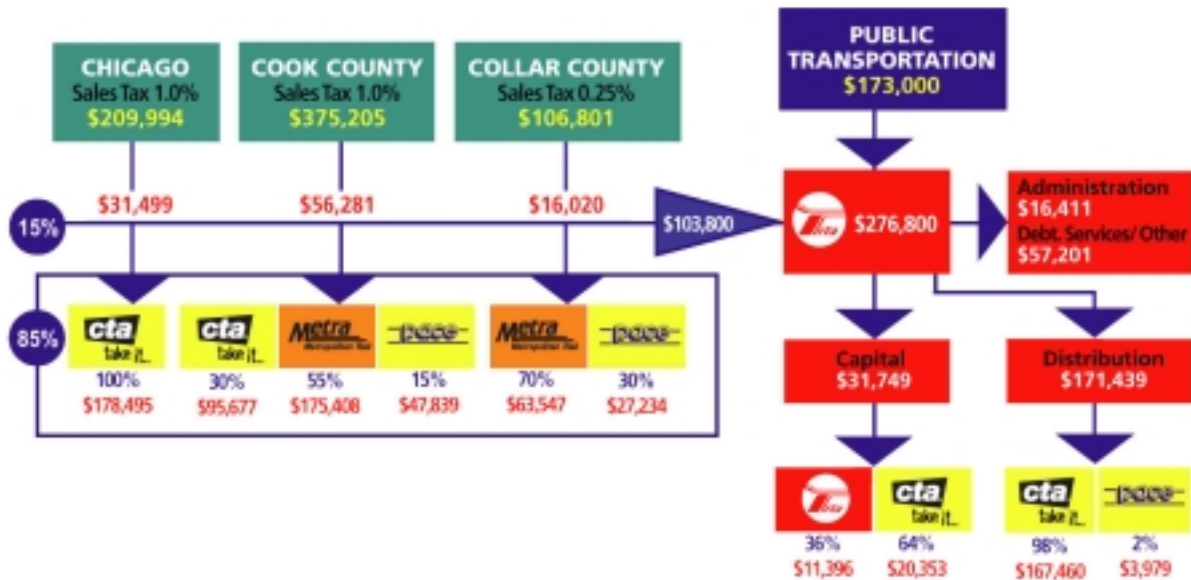 CHICAGO
Sales Tax 1.0%
$209,994
COOK COUNTY
Sales Tax 1.0%
$375,205
COLLAR COUNTY
Sales Tax 0.25%
$106,801
PUBLIC
TRANSPORTATION
$173,000
15%
$31,499
$56,281
$16,020
$103,800
$276,800
Administration
$16,411
Debt. Services/ Other
$57,201
85%
cta
take it...
100%
$178,495
cta
take it...
30%
$95,677
Metra
55%
$175,408
pace
15%
$47,839
Metra
70%
$63,547
pace
30%
$27,234
Capital
$31,749
Distribution
$171,439
36%
$11,396
cta
take it...
64%
$20,353
cta
take it...
98%
$167,460
pace
2%
$3,979